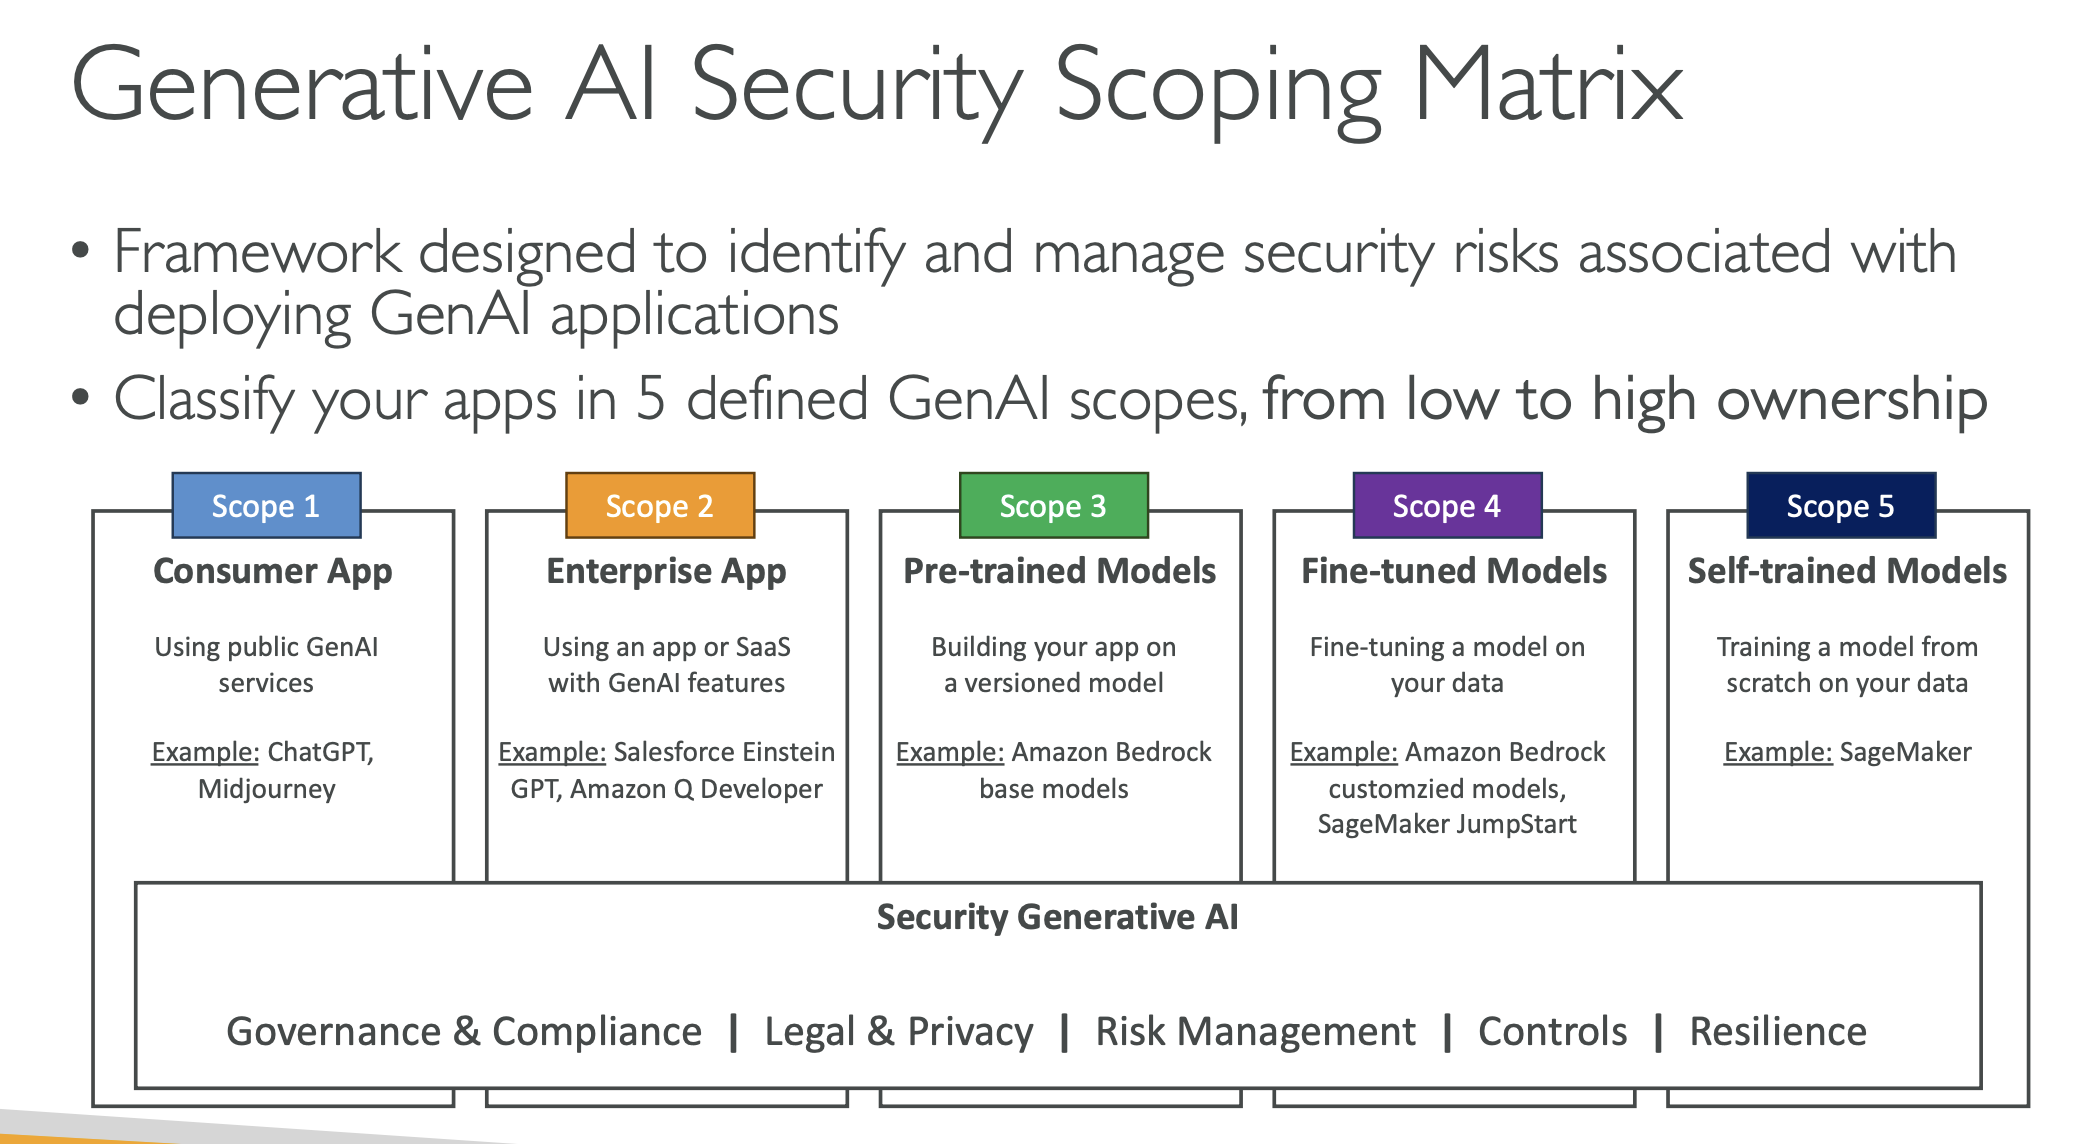 Generative AI Security Scoping Matrix
• Framework designed to identify and manage security risks associated with
deploying GenAI applications
• Classify your apps in 5 defined GenAI scopes, from low to high ownership
Scope 1
Consumer App
Using public GenAI
services
Example: ChatGPT,
Midjourney
Scope 2
Enterprise App
Using an app or SaaS
with GenAI features
Example: Salesforce Einstein
GPT, Amazon Q Developer
Scope 3
Pre-trained Models
Building your app on
a versioned model
Example: Amazon Bedrock
base models
Scope 4
Fine-tuned Models
Fine-tuning a model on
your data
Example: Amazon Bedrock
customzied models,
SageMaker JumpStart
Scope 5
Self-trained Models
Training a model from
scratch on your data
Example: SageMaker
Security Generative AI
Governance & Compliance | Legal & Privacy | Risk Management | Controls | Resilience